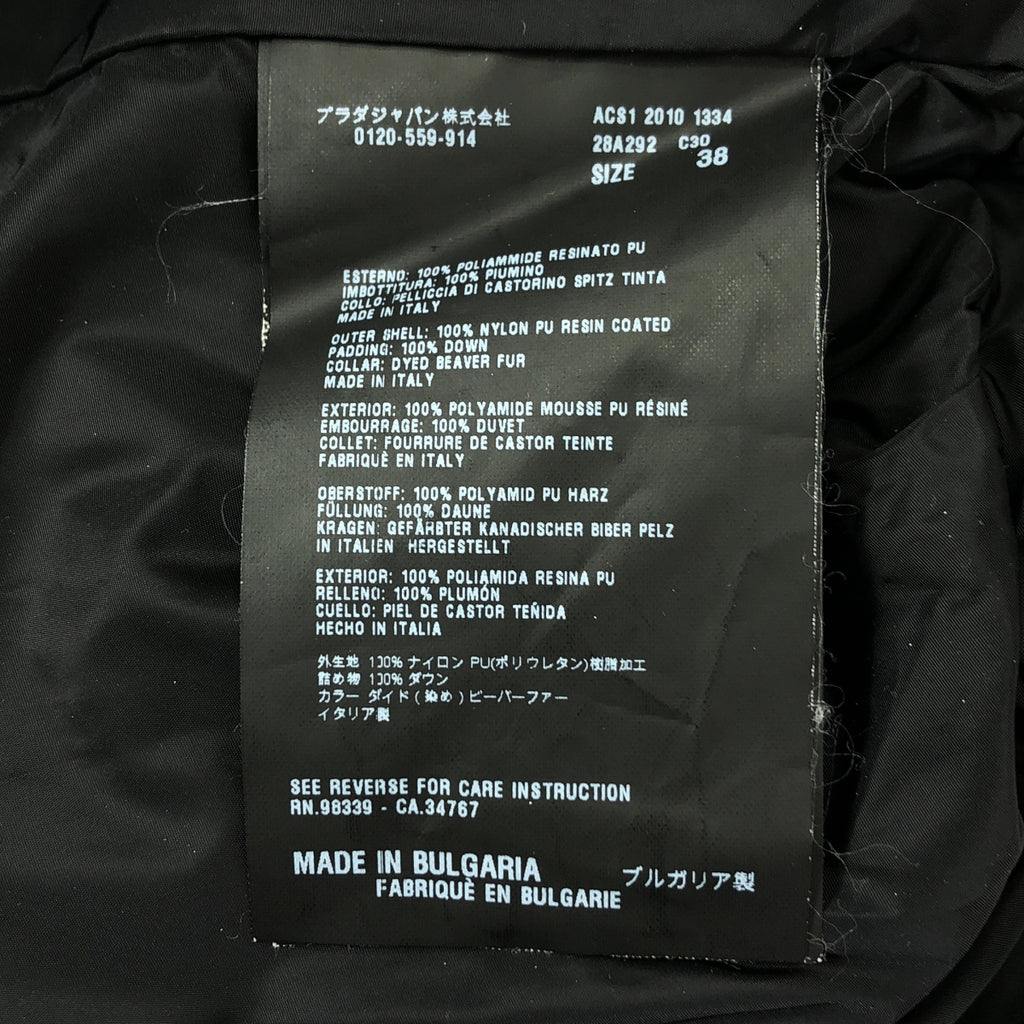 プラダジャパン株式会社
0120-559-914
ACS1 2010 1334
28A292 C30
SIZE 38
ESTERNO: 100% POLIAMMIDE RESINATO PU
IMBOTTITURA: 100% PIUMINO
COLLO: PELLICCIA DI CASTORINO SPITZ TINTA
MADE IN ITALY
OUTER SHELL: 100% NYLON PU RESIN COATED
PADDING: 100% DOWN
COLLAR: DYED BEAVER FUR
MADE IN ITALY
EXTERIOR: 100% POLYAMIDE MOUSSE PU RÉSINÉ
EMBOURRAGE: 100% DUVET
COLLET: FOURRURE DE CASTOR TEINTE
FABRIQUÈ EN ITALY
OBERSTOFF: 100% POLYAMID PU HARZ
FÜLLUNG: 100% DAUNE
KRAGEN: GEFÄHBTER KANADISCHER BIBER PELZ
IN ITALIEN HERGESTELLT
EXTERIOR: 100% POLIAMIDA RESINA PU
RELLENO: 100% PLUMÓN
CUELLO: PIEL DE CASTOR TEÑIDA
HECHO IN ITALIA
外生地 100% ナイロン PU(ポリウレタン)樹脂加工
詰め物 100% ダウン
カラー ダイド(染め)ビーバーファー
イタリア製
SEE REVERSE FOR CARE INSTRUCTION
RN.98339 - CA.34767
MADE IN BULGARIA
FABRIQUÈ EN BULGARIE
ブルガリア製